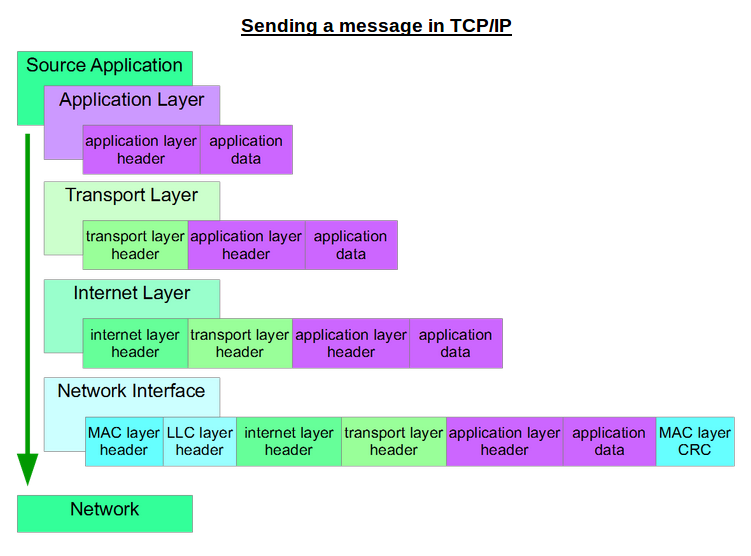 Sending a message in TCP/IP
Source Application
Application Layer
application layer application
header data
Transport Layer
transport layer application layer application
header header data
Internet Layer
internet layer transport layer application layer application
header header header data
Network Interface
MAC layer LLC layer internet layer transport layer application layer application MAC layer
header header header header header data CRC
Network